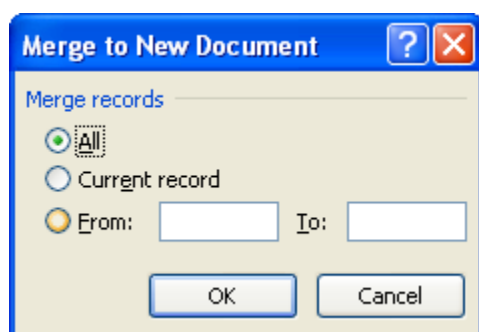 Merge to New Document ?
Merge records
All
Current record
From: To:
OK Cancel